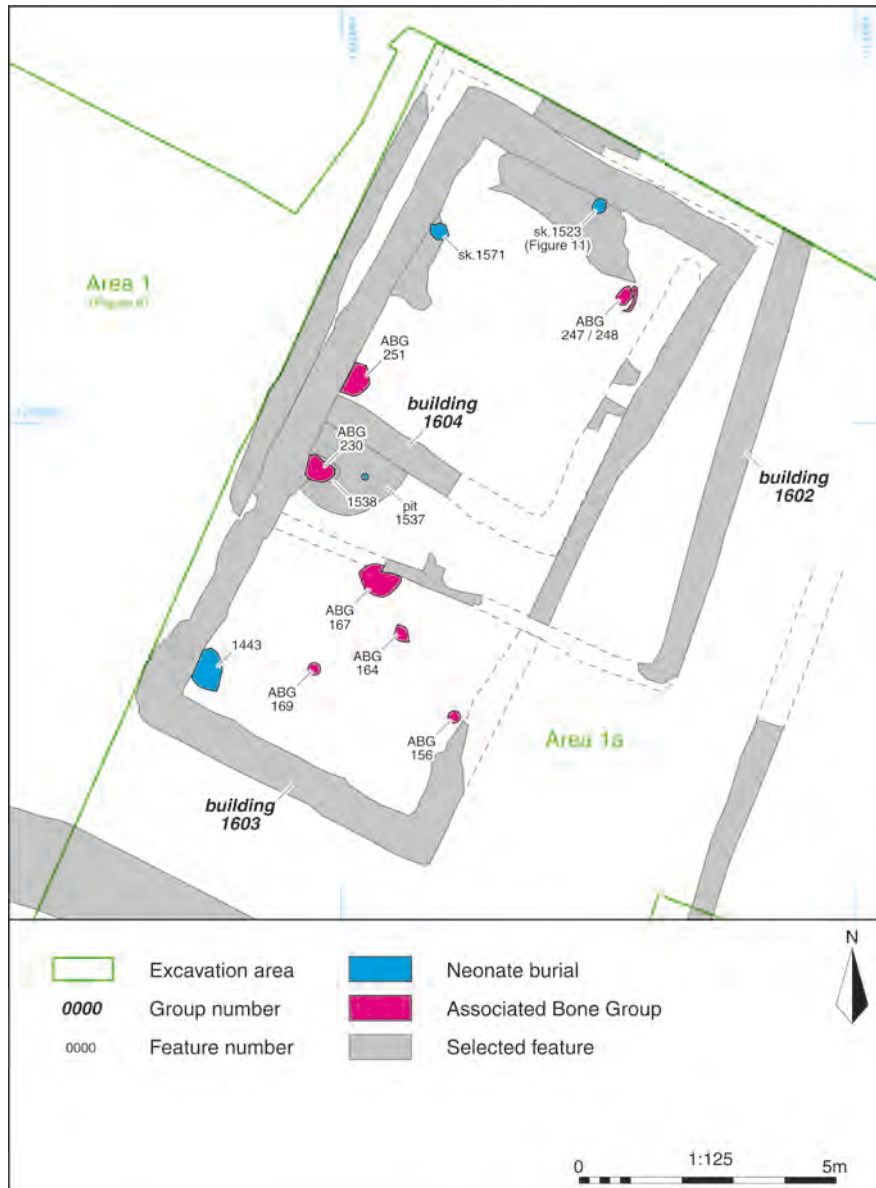 sk.1523
(Figure 11)
sk.1571
Area 1
ABG
247 / 248
ABG
251
building
1604
ABG
230
building
1602
1538
pit
1537
ABG
167
1443
ABG
164
ABG
169
ABG
156
Area 1a
building
1603
Excavation area
0000 Group number
0000 Feature number
Neonate burial
Associated Bone Group
Selected feature
N
1:125
0 5m